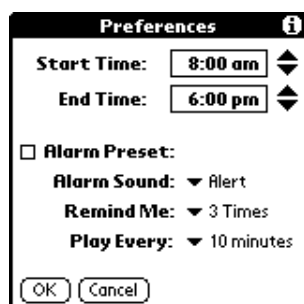 Preferences i
Start Time: 8:00 am
End Time: 6:00 pm
Alarm Preset:
Alarm Sound: Alert
Remind Me: 3 Times
Play Every: 10 minutes
OK Cancel